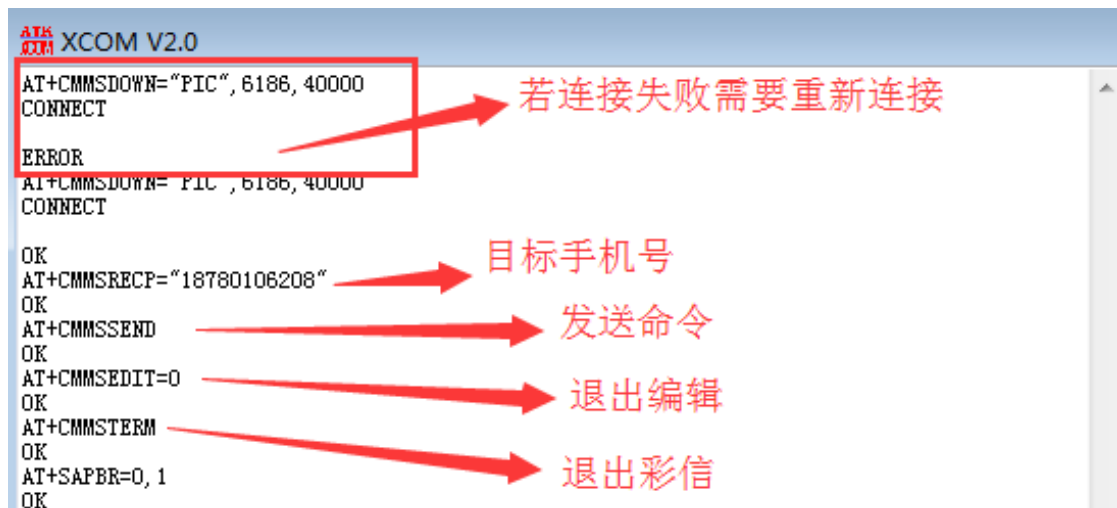 ATK COM XCOM V2.0
AT+CMMSDOWN="PIC",6186,40000
若连接失败需要重新连接
CONNECT
ERROR
AT+CMMSDOWN="PIC",6186,40000
CONNECT
OK
目标手机号
AT+CMMSRECP="18780106208"
OK
AT+CMMSSEND
发送命令
OK
AT+CMMSEDIT=0
退出编辑
OK
AT+CMMSTERM
OK
退出彩信
AT+SAPBR=0,1
OK